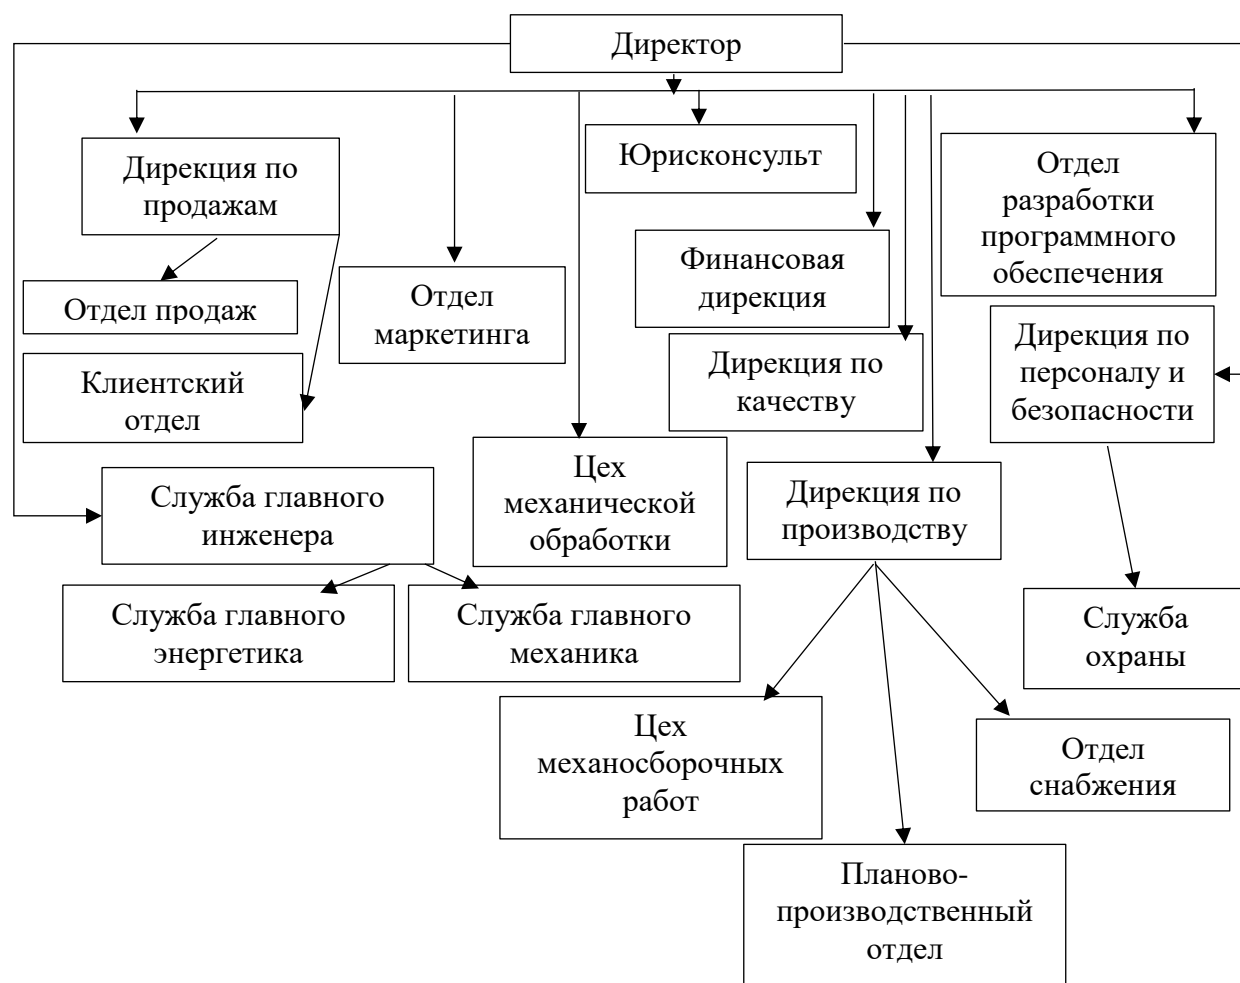 Директор
Юрисконсульт
Дирекция по
продажам
Отдел
разработки
программного
обеспечения
Финансовая
дирекция
Отдел
маркетинга
Отдел продаж
Дирекция по
персоналу и
безопасности
Дирекция по
качеству
Клиентский
отдел
Цех
механической
обработки
Служба главного
инженера
Дирекция по
производству
Служба главного
энергетика
Служба главного
механика
Служба
охраны
Цех
механосборочных
работ
Отдел
снабжения
Планово-
производственный
отдел